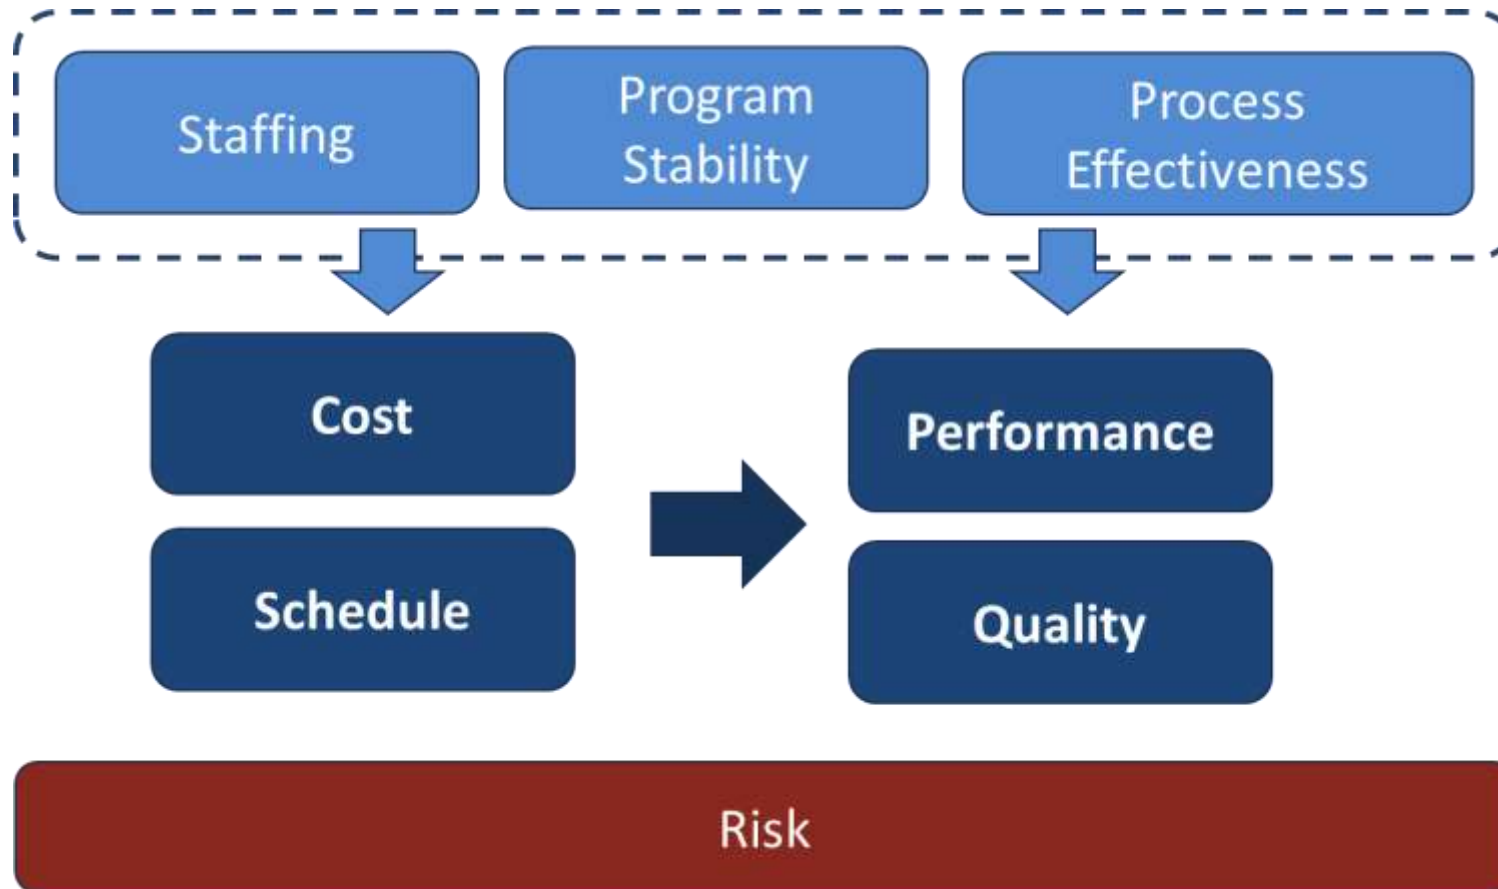 Staffing
Program
Stability
Process
Effectiveness
Cost
Performance
Schedule
Quality
Risk